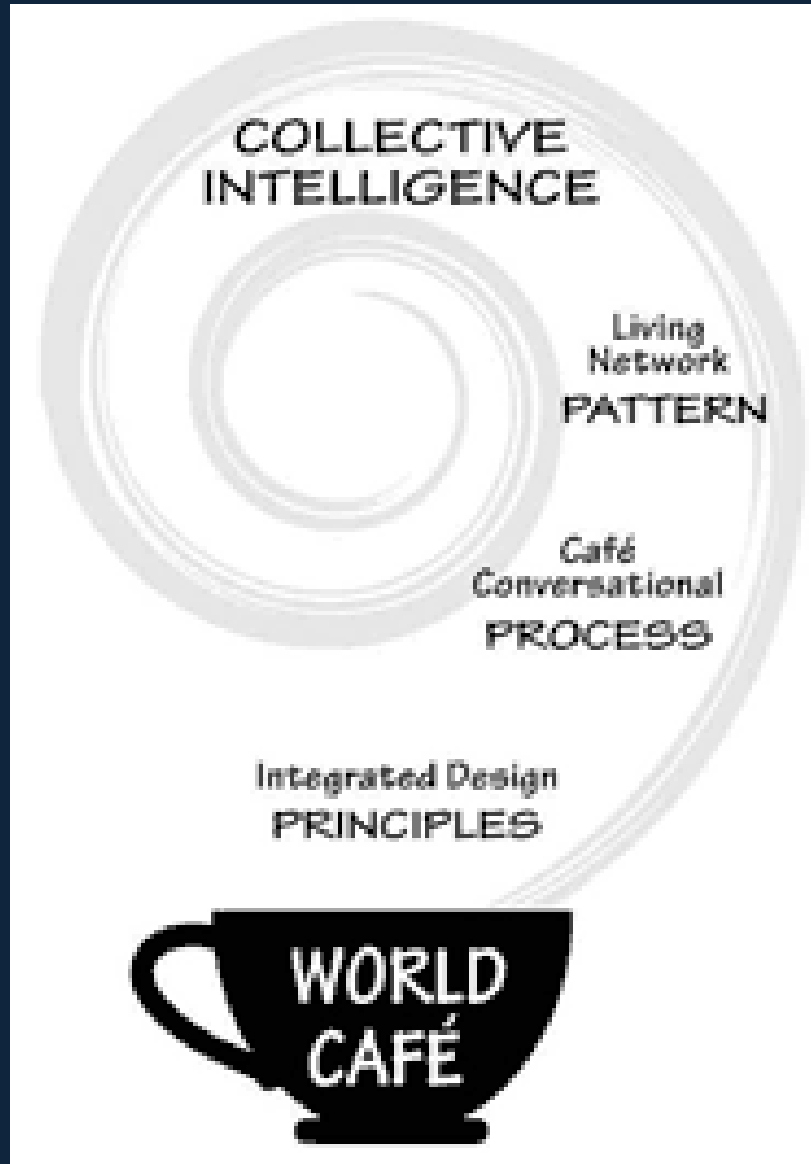 COLLECTIVE
INTELLIGENCE
Living
Network
PATTERN
Café
Conversational
PROCESS
Integrated Design
PRINCIPLES
WORLD
CAFÉ